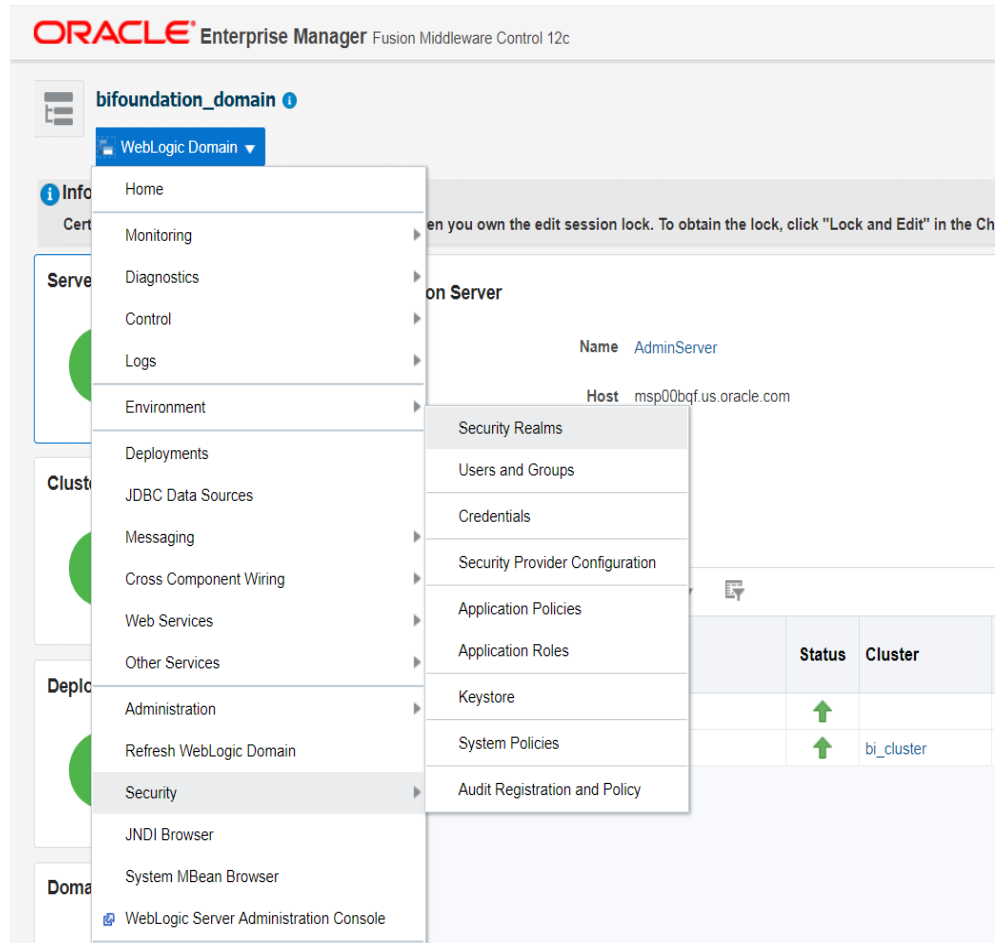 ORACLE Enterprise Manager Fusion Middleware Control 12c
bifoundation_domain
WebLogic Domain
Home
Info
Cert
en you own the edit session lock. To obtain the lock, click "Lock and Edit" in the Ch
Monitoring
Diagnostics
Control
Logs
Environment
Deployments
JDBC Data Sources
Messaging
Cross Component Wiring
Web Services
Other Services
Administration
Refresh WebLogic Domain
Security
JNDI Browser
System MBean Browser
WebLogic Server Administration Console
Security Realms
Users and Groups
Credentials
Security Provider Configuration
Application Policies
Application Roles
Keystore
System Policies
Audit Registration and Policy
Serve
Clust
Deplo
Doma
on Server
Name AdminServer
Host msp00bqf.us.oracle.com
Status Cluster
bi_cluster